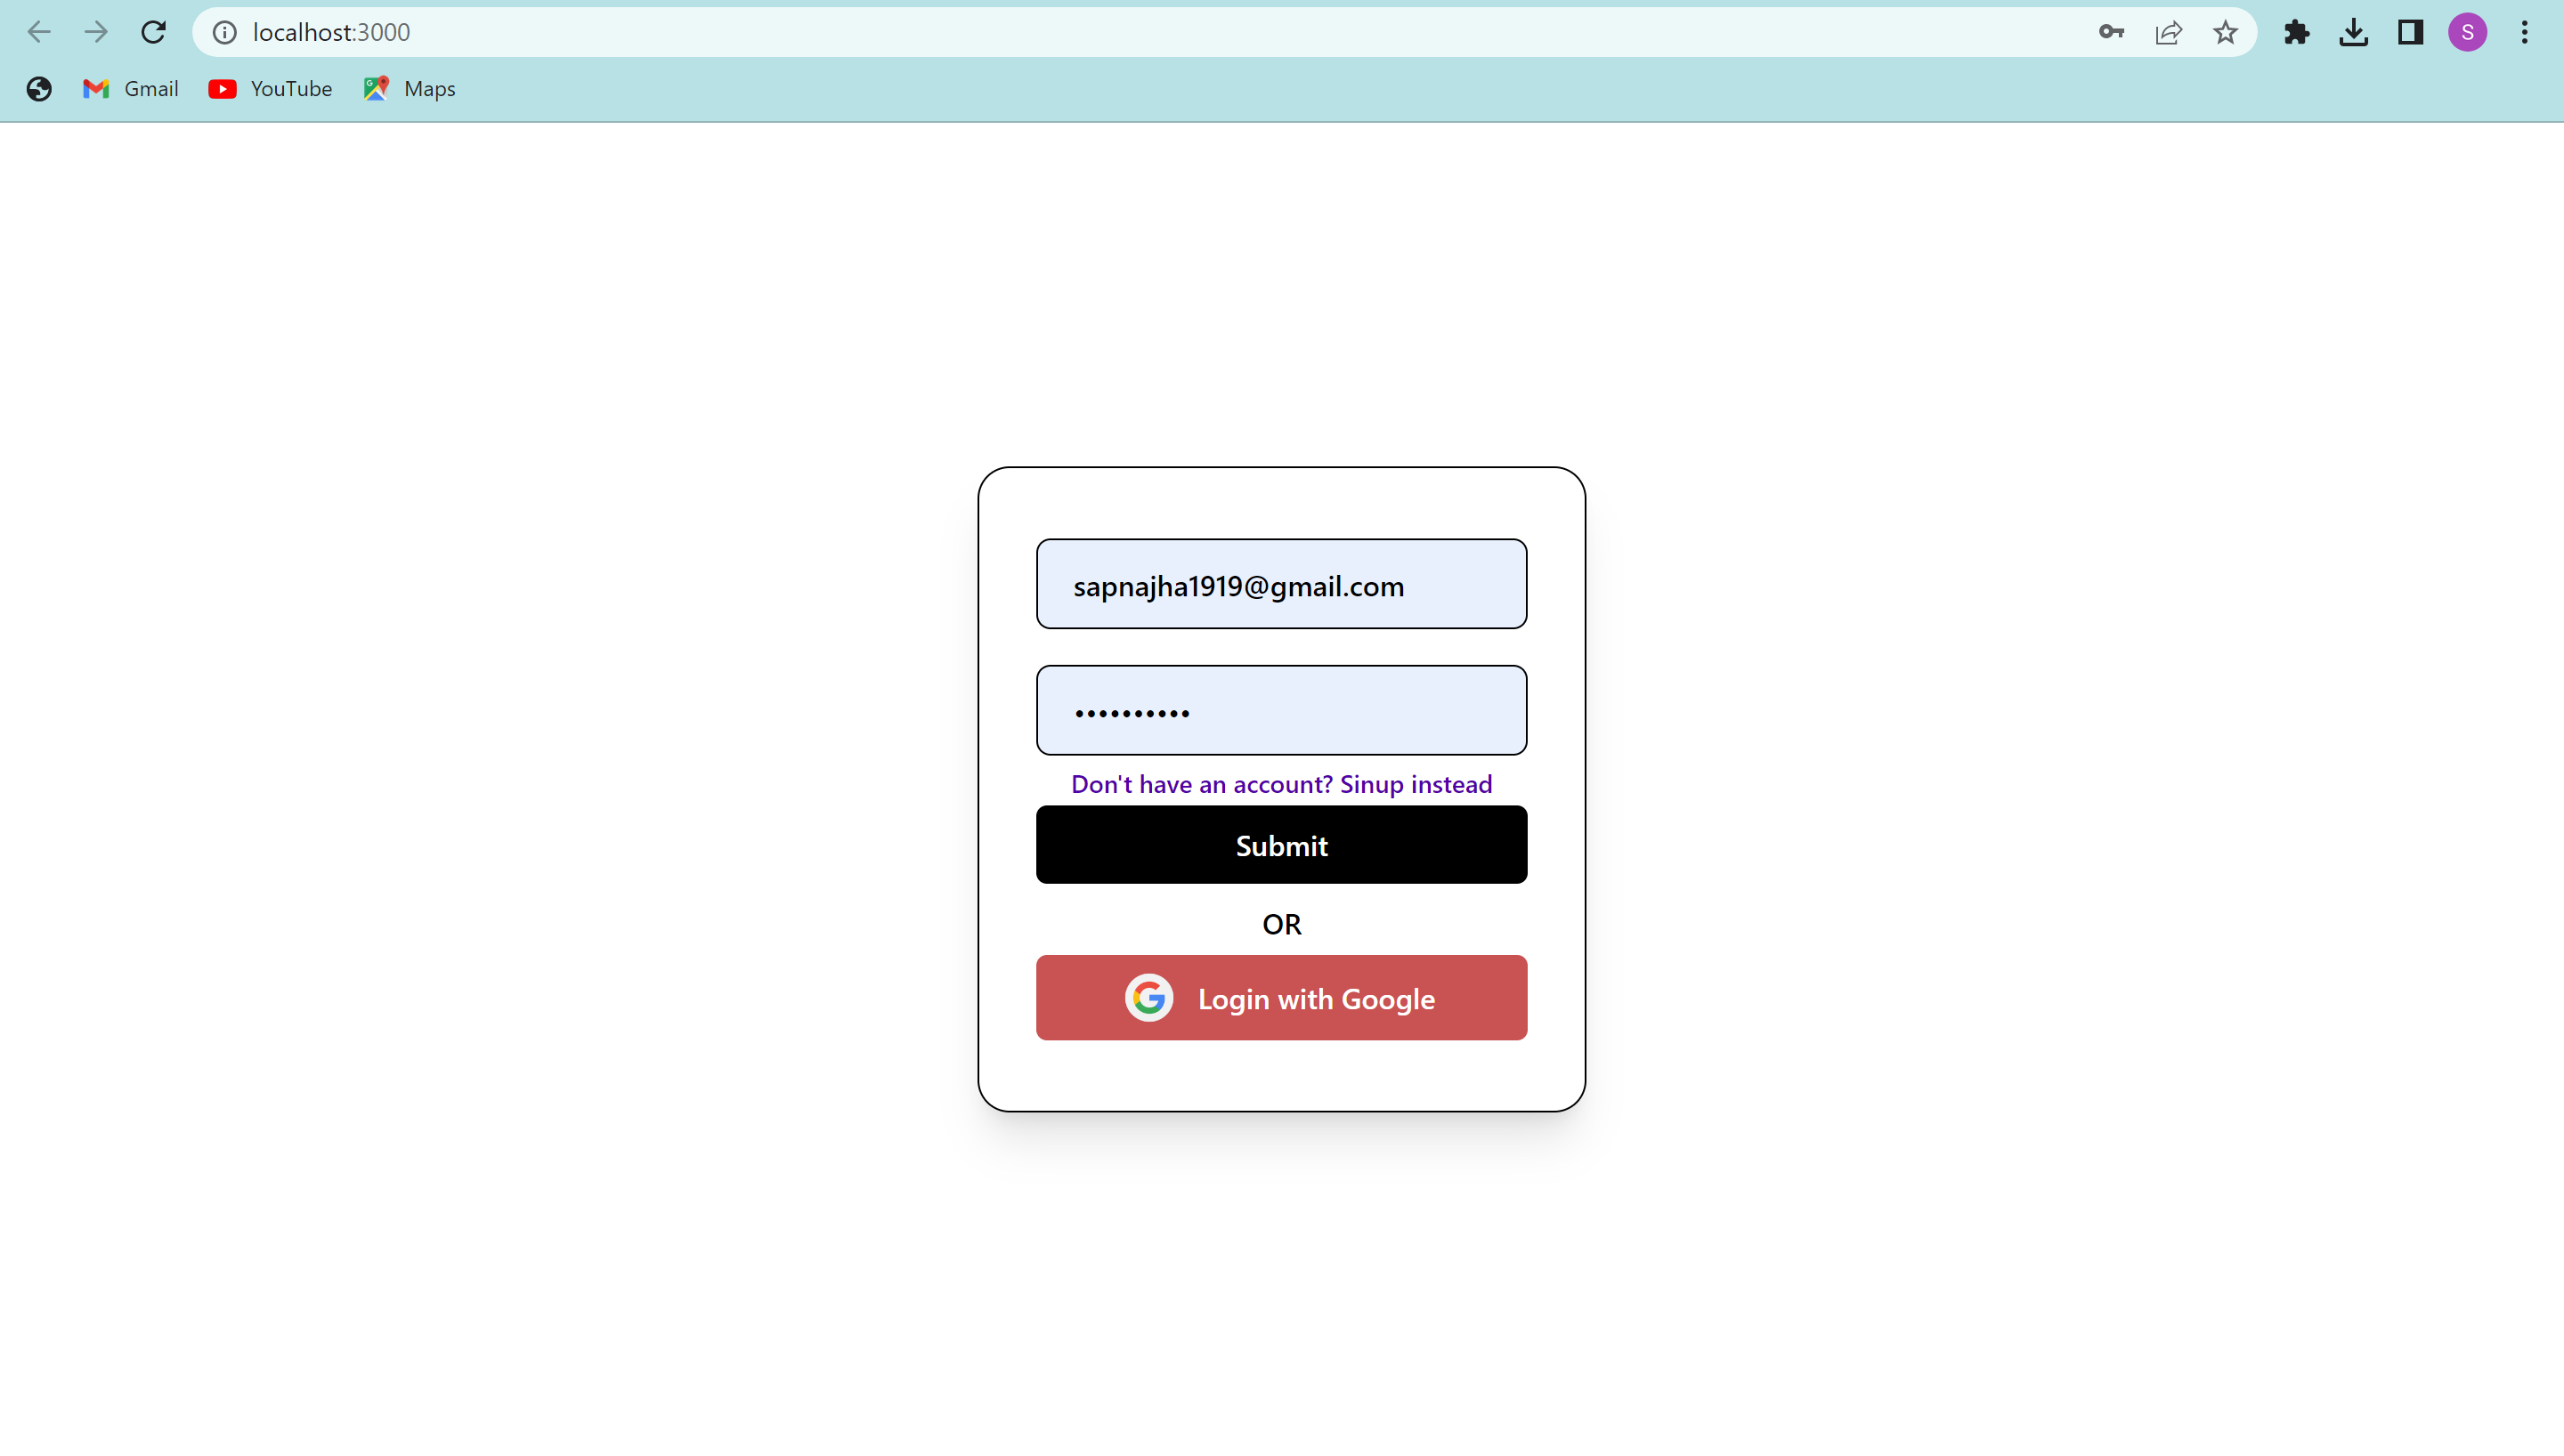 localhost:3000
S
Gmail YouTube Maps
sapnajha1919@gmail.com
••••••••••
Don't have an account? Sinup instead
Submit
OR
Login with Google